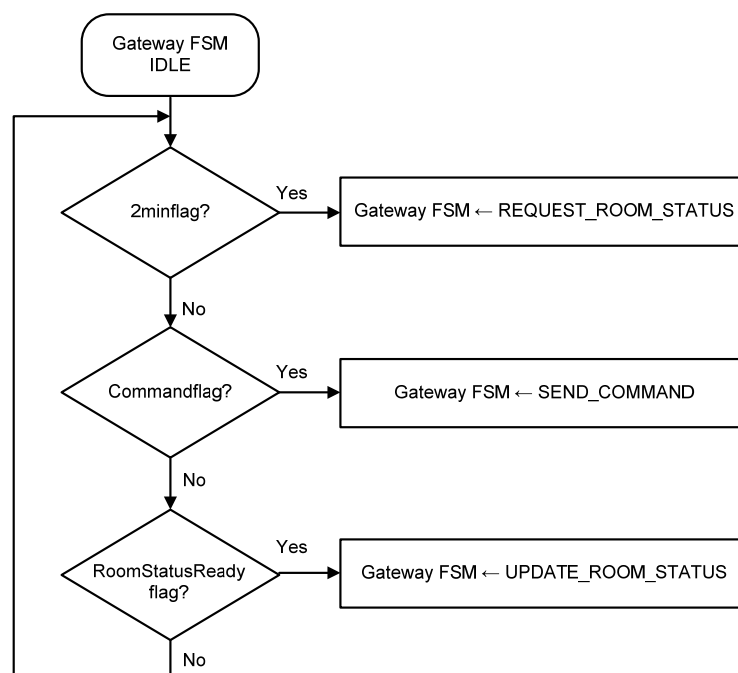 Gateway FSM
IDLE
2minflag?
Yes
Gateway FSM ← REQUEST_ROOM_STATUS
No
Commandflag?
Yes
Gateway FSM ← SEND_COMMAND
No
RoomStatusReady
flag?
Yes
Gateway FSM ← UPDATE_ROOM_STATUS
No